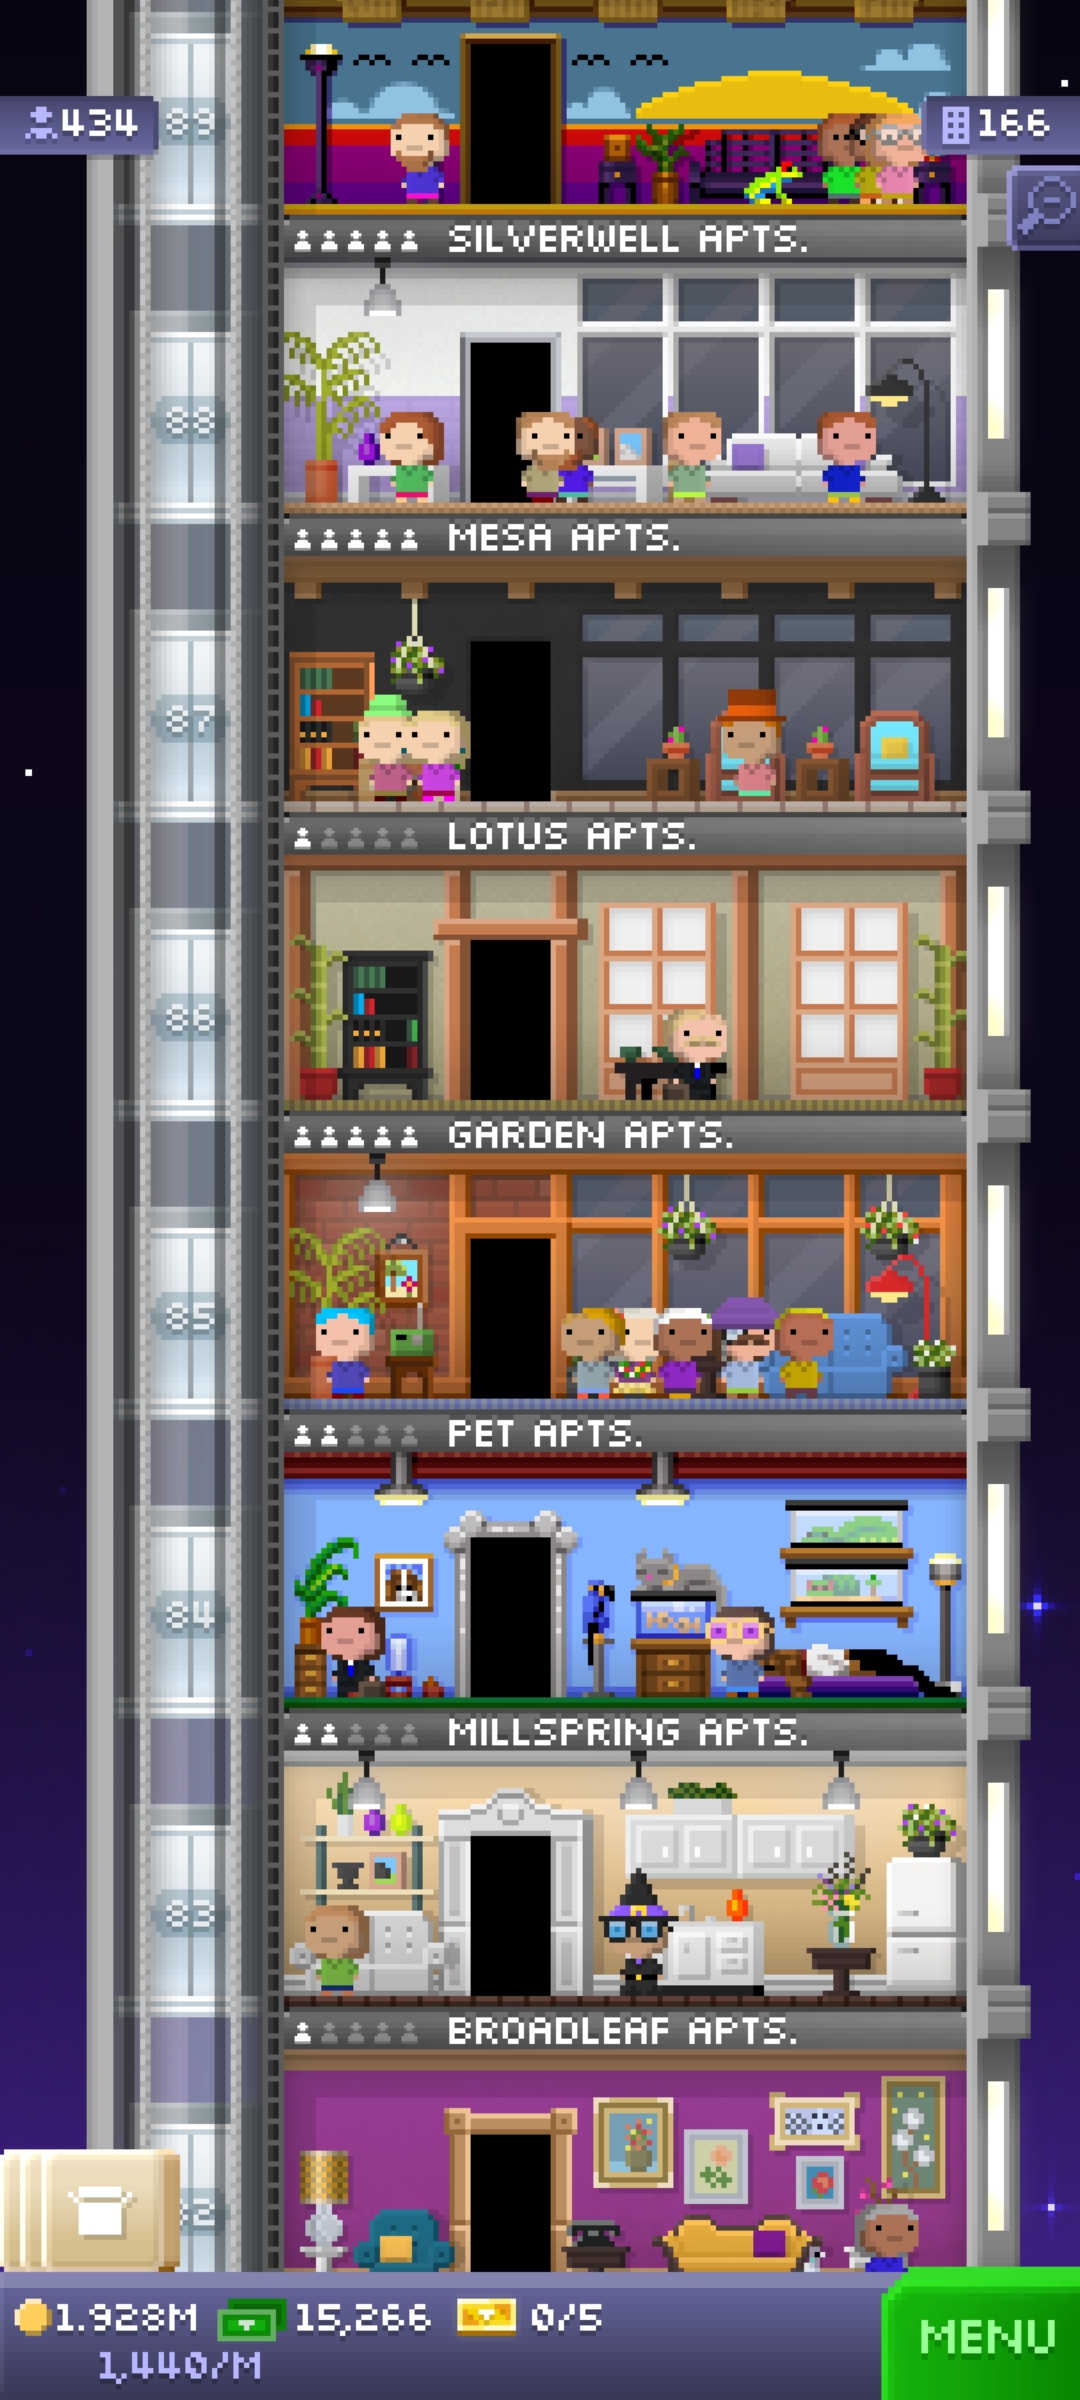 434
89
166
SILVERWELL APTS.
88
MESA APTS.
87
LOTUS APTS.
86
GARDEN APTS.
85
PET APTS.
84
MILLSPRING APTS.
83
BROADLEAF APTS.
82
1.928M 15,266 0/5
1,440/M
MENU